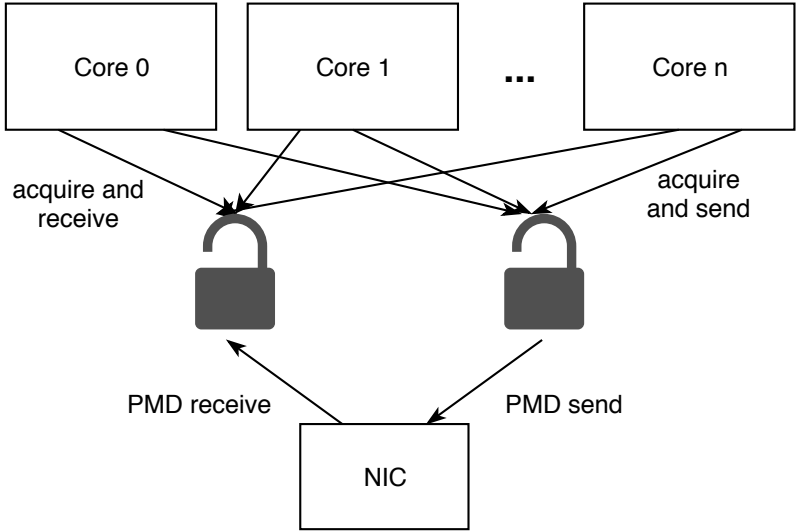 Core 0
Core 1
...
Core n
acquire and
receive
acquire
and send
PMD receive
PMD send
NIC